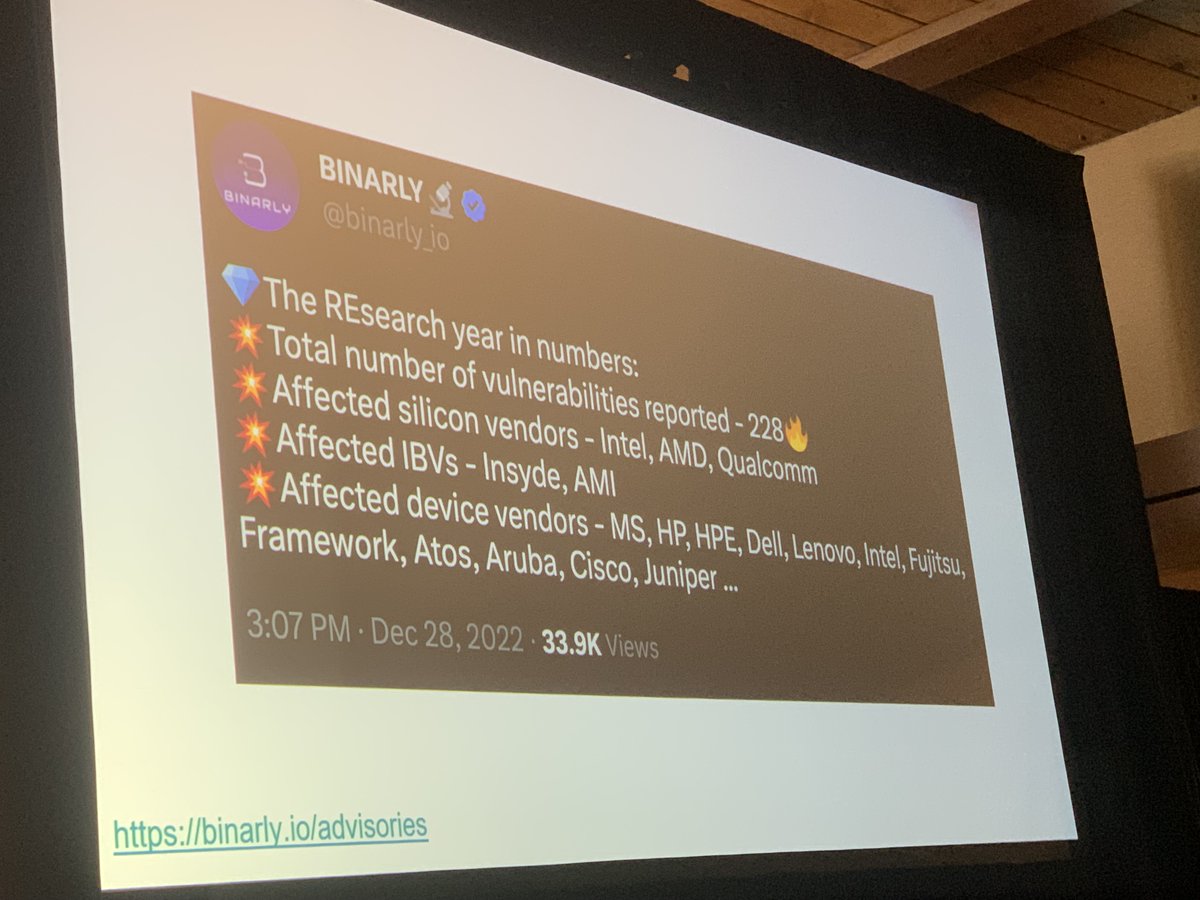 BINARLY
BINARLY 🔬
@binarly_io
💎The REsearch year in numbers:
💥Total number of vulnerabilities reported - 228🔥
💥Affected silicon vendors - Intel, AMD, Qualcomm
💥Affected IBVs - Insyde, AMI
💥Affected device vendors - MS, HP, HPE, Dell, Lenovo, Intel, Fujitsu,
Framework, Atos, Aruba, Cisco, Juniper ...
3:07 PM · Dec 28, 2022 · 33.9K Views
https://binarly.io/advisories